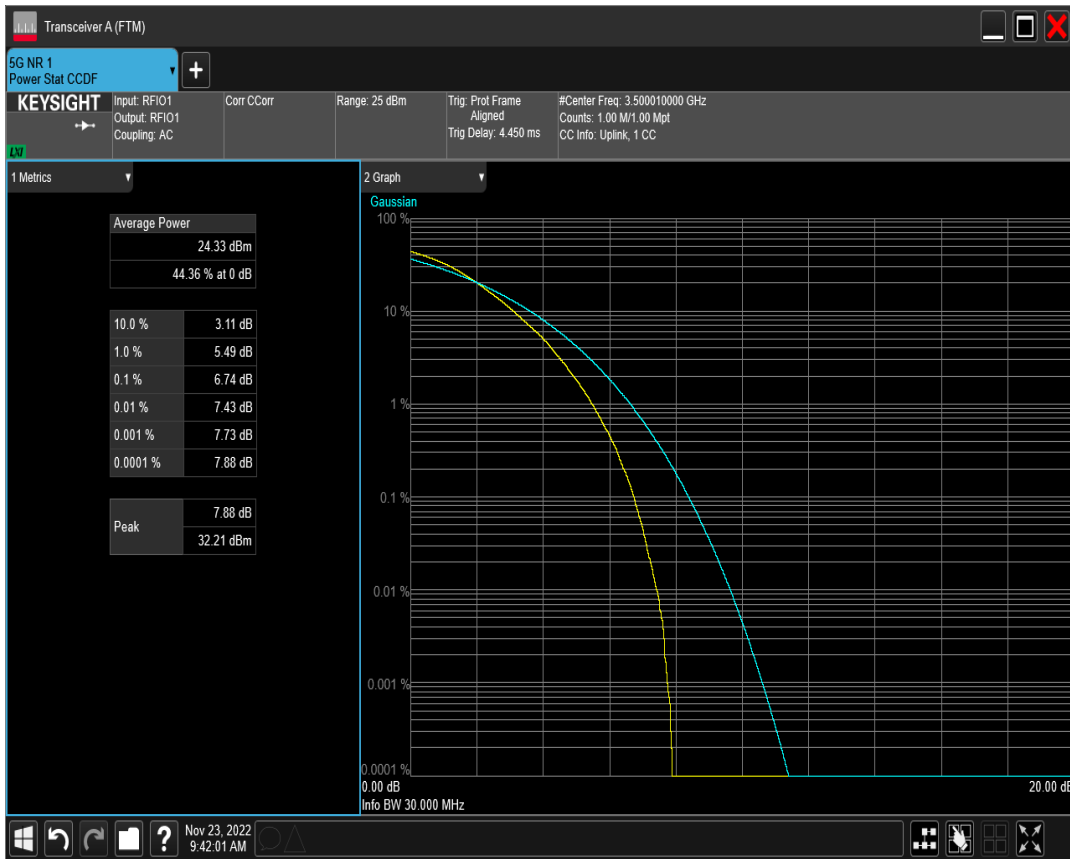 Transceiver A (FTM)
5G NR 1
Power Stat CCDF
+
KEYSIGHT
LXI
Input: RFIO1
Output: RFIO1
Coupling: AC
Corr CCorr
Range: 25 dBm
Trig: Prot Frame
Aligned
Trig Delay: 4.450 ms
#Center Freq: 3.500010000 GHz
Counts: 1.00 M/1.00 Mpt
CC Info: Uplink, 1 CC
1 Metrics
Average Power
24.33 dBm
44.36 % at 0 dB
10.0 % 3.11 dB
1.0 % 5.49 dB
0.1 % 6.74 dB
0.01 % 7.43 dB
0.001 % 7.73 dB
0.0001 % 7.88 dB
Peak
7.88 dB
32.21 dBm
2 Graph
Gaussian
100 %
10 %
1 %
0.1 %
0.01 %
0.001 %
0.0001 %
0.00 dB 20.00 dB
Info BW 30.000 MHz
?
Nov 23, 2022
9:42:01 AM